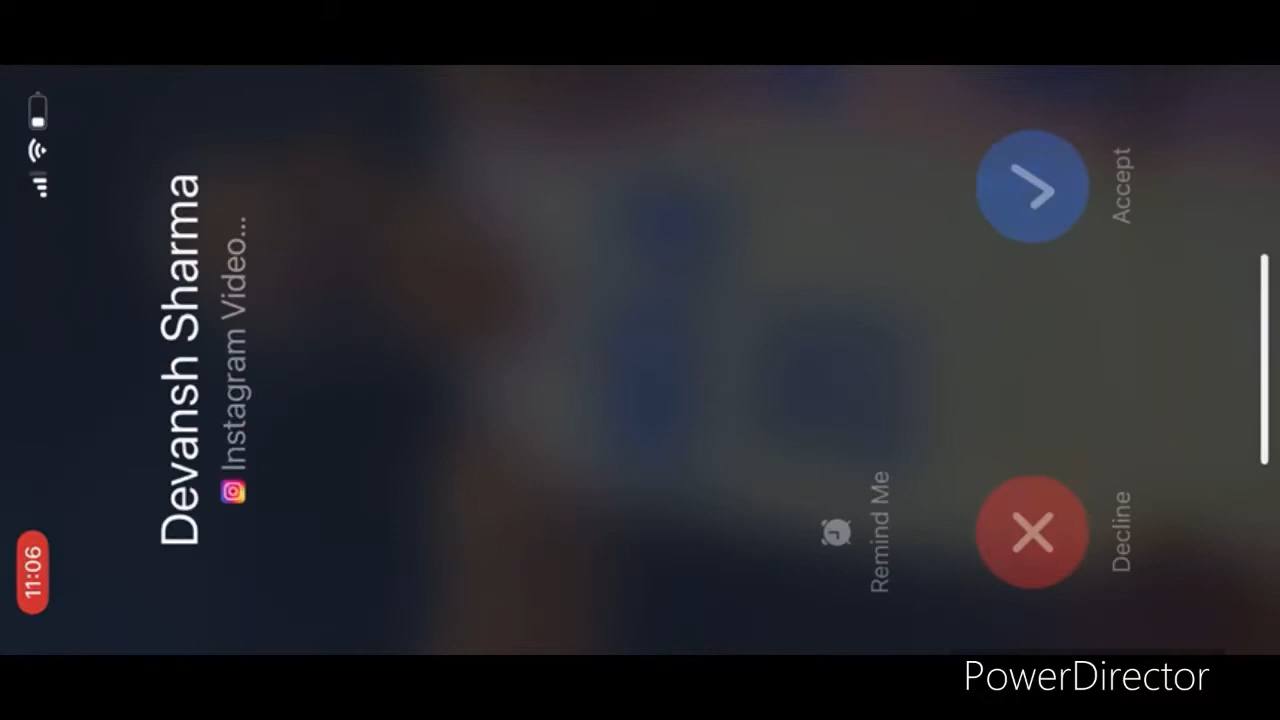 11:06
Devansh Sharma
Instagram Video...
Remind Me
Decline
Accept
PowerDirector